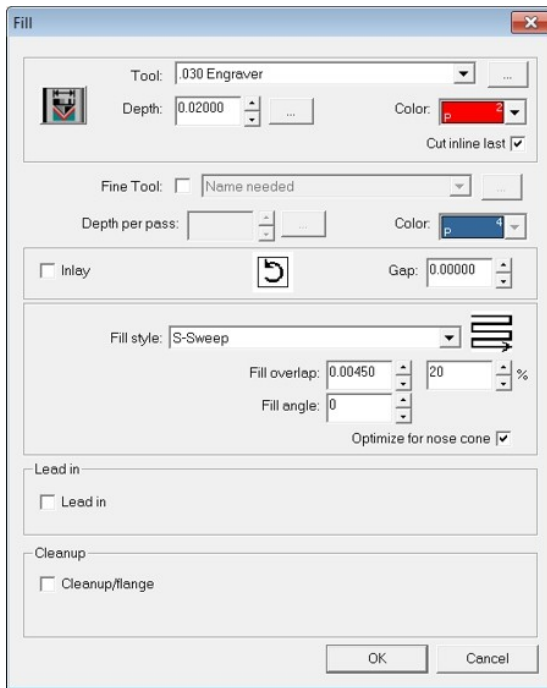 Fill
Tool: .030 Engraver ...
Depth: 0.02000 ... Color: p 2
Cut inline last
Fine Tool: Name needed ...
Depth per pass: ... Color: p 4
Inlay Gap: 0.00000
Fill style: S-Sweep
Fill overlap: 0.00450 20 %
Fill angle: 0
Optimize for nose cone
Lead in
Lead in
Cleanup
Cleanup/flange
OK Cancel